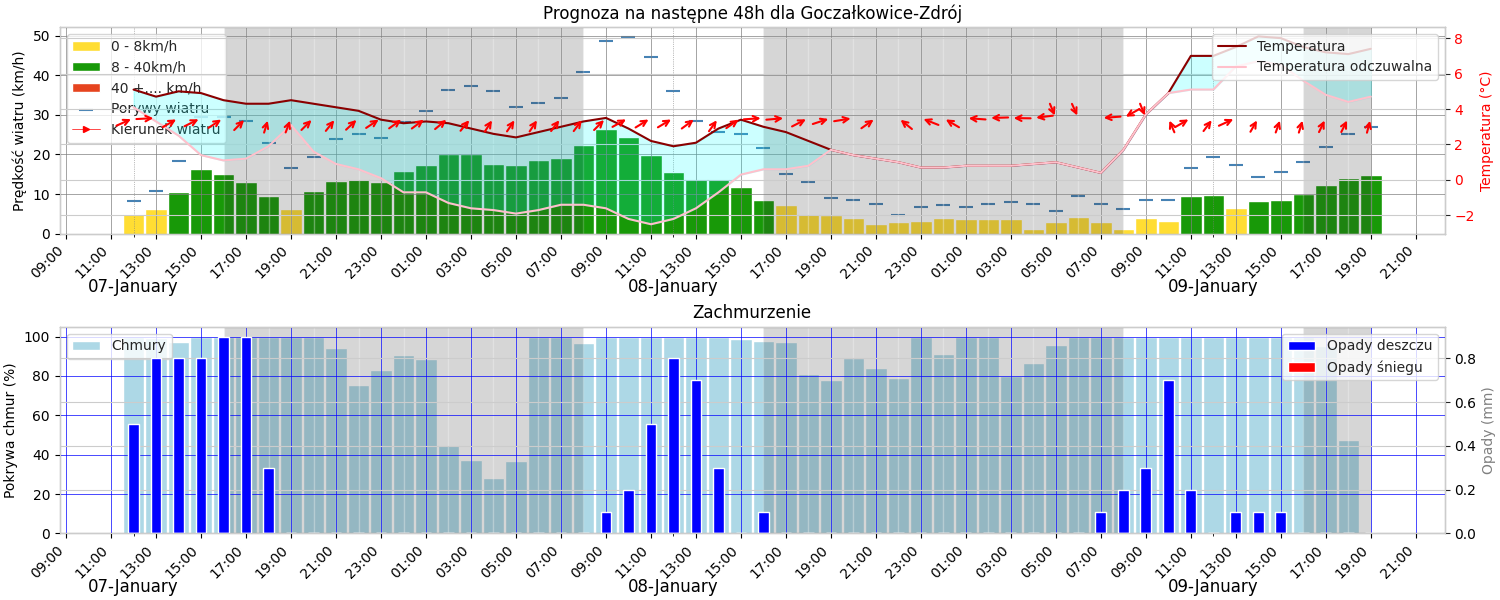 Prognoza na następne 48h dla Goczałkowice-Zdrój
Prędkość wiatru (km/h)
50
40
30
20
10
0
0 - 8km/h
8 - 40km/h
40 +.... km/h
Porywy wiatru
Kierunek wiatru
Temperatura
Temperatura odczuwalna
8
6
4
2
0
−2
Temperatura (°C)
09:00 11:00 13:00 15:00 17:00 19:00 21:00 23:00 01:00 03:00 05:00 07:00 09:00 11:00 13:00 15:00 17:00 19:00 21:00 23:00 01:00 03:00 05:00 07:00 09:00 11:00 13:00 15:00 17:00 19:00 21:00
07-January 08-January 09-January
Zachmurzenie
Pokrywa chmur (%)
100
80
60
40
20
0
Chmury
Opady deszczu
Opady śniegu
0.8
0.6
0.4
0.2
0.0
Opady (mm)
09:00 11:00 13:00 15:00 17:00 19:00 21:00 23:00 01:00 03:00 05:00 07:00 09:00 11:00 13:00 15:00 17:00 19:00 21:00 23:00 01:00 03:00 05:00 07:00 09:00 11:00 13:00 15:00 17:00 19:00 21:00
07-January 08-January 09-January